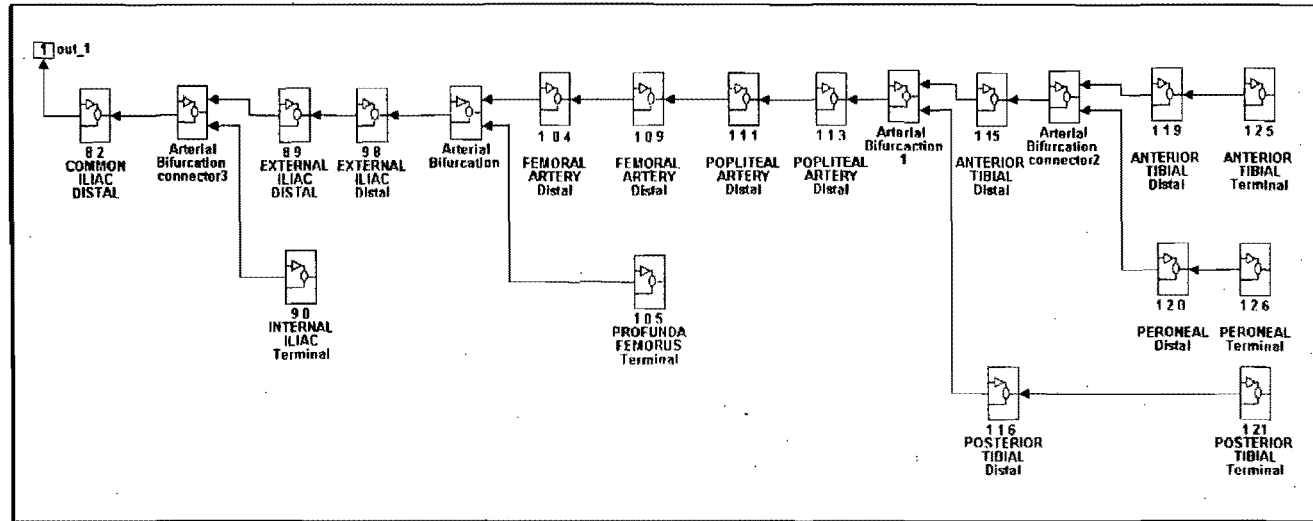 1 out_1
8 2
COMMON
ILIAC
DISTAL
Arterial
Bifurcation
connector3
8 9
EXTERNAL
ILIAC
DISTAL
9 8
EXTERNAL
ILIAC
Distal
Arterial
Bifurcation
1 0 4
FEMORAL
ARTERY
Distal
1 0 9
FEMORAL
ARTERY
Distal
1 1 1
POPLITEAL
ARTERY
Distal
1 1 3
POPLITEAL
ARTERY
Distal
Arterial
Bifurcaction
1
1 1 5
ANTERIOR
TIBIAL
Distal
Arterial
Bifurcation
connector2
1 1 9
ANTERIOR
TIBIAL
Distal
1 2 5
ANTERIOR
TIBIAL
Terminal
9 0
INTERNAL
ILIAC
Terminal
1 0 5
PROFUNDA
FEMORUS
Terminal
1 2 0
PERONEAL
Distal
1 2 6
PERONEAL
Terminal
1 1 6
POSTERIOR
TIBIAL
Distal
1 21
POSTERIOR
TIBIAL
Terminal